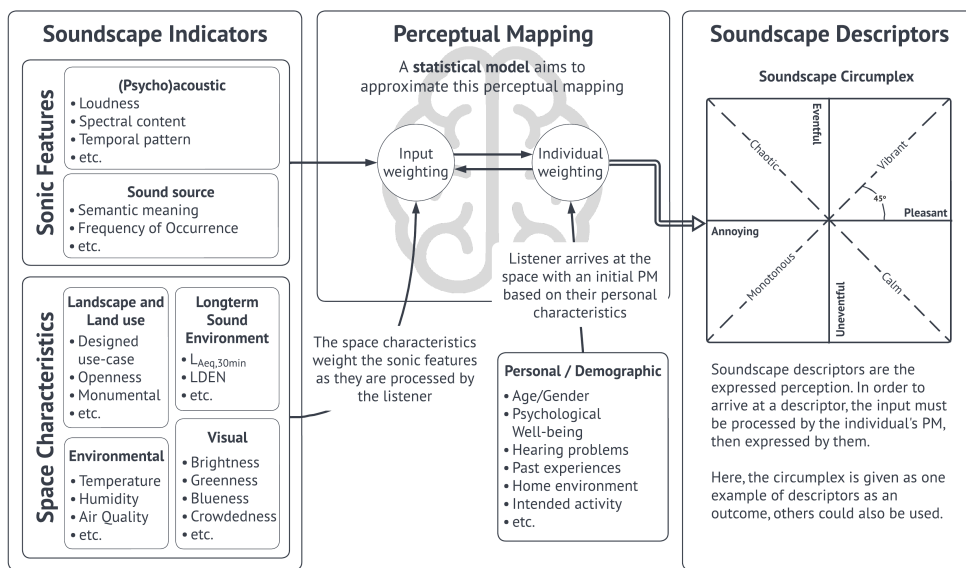 Soundscape Indicators
Sonic Features
(Psycho)acoustic
• Loudness
• Spectral content
• Temporal pattern
• etc.
Sound source
• Semantic meaning
• Frequency of Occurrence
• etc.
Space Characteristics
Landscape and
Land use
• Designed
use-case
• Openness
• Monumental
• etc.
Longterm
Sound
Environment
• LAeq,30min
• LDEN
• etc.
Environmental
• Temperature
• Humidity
• Air Quality
• etc.
Visual
• Brightness
• Greenness
• Blueness
• Crowdedness
• etc.
Perceptual Mapping
A statistical model aims to
approximate this perceptual mapping
Input
weighting
Individual
weighting
The space characteristics
weight the sonic features
as they are processed by
the listener
Listener arrives at the
space with an initial PM
based on their personal
characteristics
Personal / Demographic
• Age/Gender
• Psychological
Well-being
• Hearing problems
• Past experiences
• Home environment
• Intended activity
• etc.
Soundscape Descriptors
Soundscape Circumplex
Eventful
Chaotic
Vibrant
45°
Pleasant
Annoying
Monotonous
Uneventful
Calm
Soundscape descriptors are the
expressed perception. In order to
arrive at a descriptor, the input must
be processed by the individual's PM,
then expressed by them.
Here, the circumplex is given as one
example of descriptors as an
outcome, others could also be used.